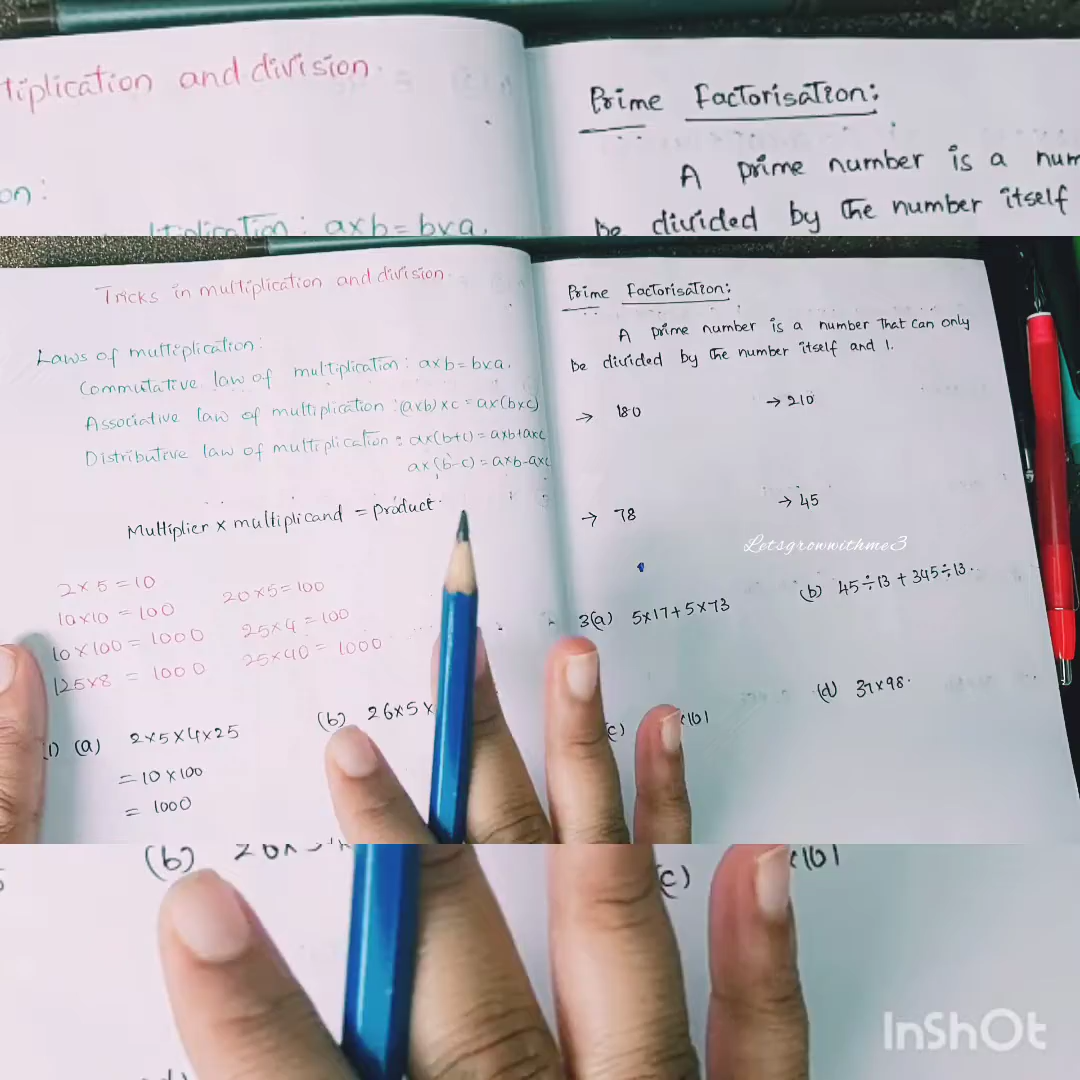 tiplication and division
on:
ltiplication : a×b = b×a.
Prime Factorisation:
A prime number is a num
be divided by the number itself
Tricks in multiplication and division
Laws of multiplication:
Commutative law of multiplication : a×b = b×a.
Associative law of multiplication : (a×b)×c = a×(b×c)
Distributive law of multiplication : a×(b+c) = a×b+a×c
a×(b-c) = a×b-a×c
Multiplier × multiplicand = product.
2×5 = 10
20×5 = 100
10×10 = 100
25×4 = 100
10×100 = 1000
25×40 = 1000
125×8 = 1000
1) (a) 2×5×4×25
= 10×100
= 1000
(b) 26×5×
Prime Factorisation:
A prime number is a number that can only
be divided by the number itself and 1.
→ 180
→ 210
→ 78
→ 45
Letsgrowwithme3
3(a) 5×17+5×73
(b) 45÷13 + 345÷13.
(c) ×101
(d) 37×98.
(b)
(c) ×101
InShOt